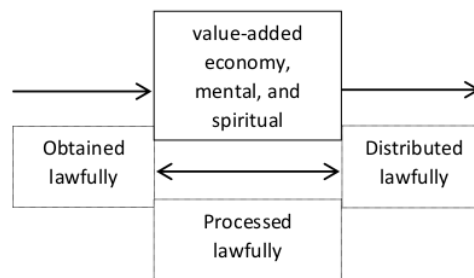 value-added
economy,
mental, and
spiritual
Obtained
lawfully
Distributed
lawfully
Processed
lawfully